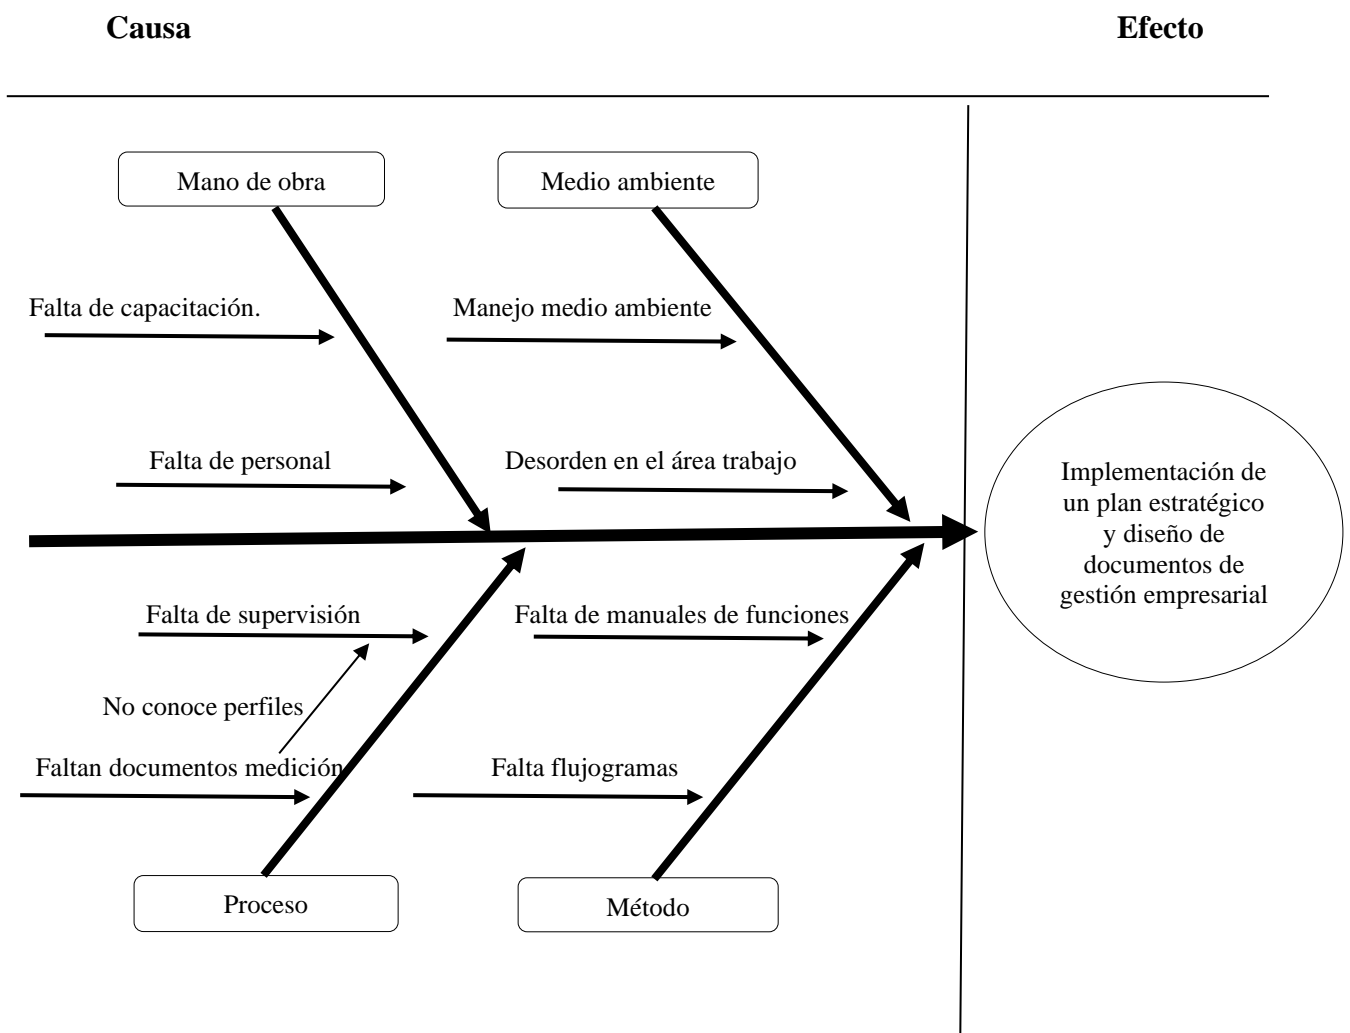 Causa
Efecto
Mano de obra
Medio ambiente
Falta de capacitación.
Manejo medio ambiente
Falta de personal
Desorden en el área trabajo
Implementación de
un plan estratégico
y diseño de
documentos de
gestión empresarial
Falta de supervisión
Falta de manuales de funciones
No conoce perfiles
Faltan documentos medición
Falta flujogramas
Proceso
Método